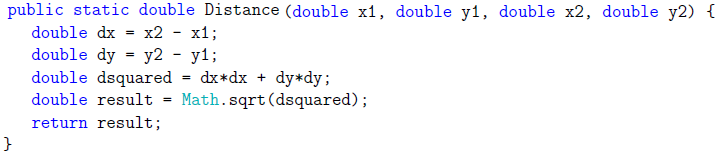 public static double Distance (double x1, double y1, double x2, double y2) {
double dx = x2 - x1;
double dy = y2 - y1;
double dsquared = dx*dx + dy*dy;
double result = Math.sqrt(dsquared);
return result;
}